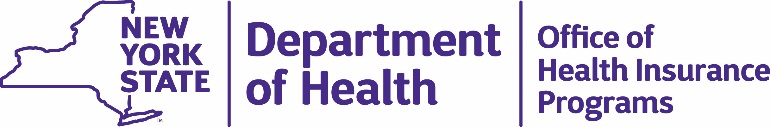 NEW
YORK
STATE
Department
of Health
Office of
Health Insurance
Programs